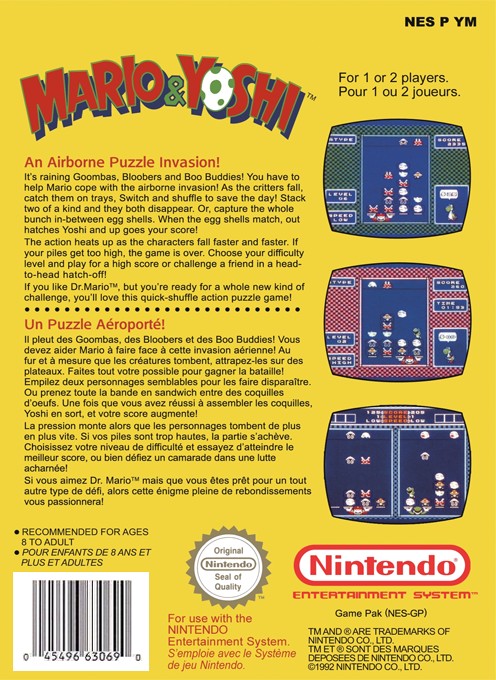 NES P YM
MARIO & YOSHI ™
For 1 or 2 players.
Pour 1 ou 2 joueurs.
An Airborne Puzzle Invasion!
It's raining Goombas, Bloobers and Boo Buddies! You have to
help Mario cope with the airborne invasion! As the critters fall,
catch them on trays, Switch and shuffle to save the day! Stack
two of a kind and they both disappear. Or, capture the whole
bunch in-between egg shells. When the egg shells match, out
hatches Yoshi and up goes your score!
The action heats up as the characters fall faster and faster. If
your piles get too high, the game is over. Choose your difficulty
level and play for a high score or challenge a friend in a head-
to-head hatch-off!
If you like Dr.Mario™, but you're ready for a whole new kind of
challenge, you'll love this quick-shuffle action puzzle game!
Un Puzzle Aéroporté!
Il pleut des Goombas, des Bloobers et des Boo Buddies! Vous
devez aider Mario à faire face à cette invasion aérienne! Au
fur et à mesure que les créatures tombent, attrapez-les sur des
plateaux. Faites tout votre possible pour gagner la bataille!
Empilez deux personnages semblables pour les faire disparaître.
Ou prenez toute la bande en sandwich entre des coquilles
d'oeufs. Une fois que vous avez réussi à assembler les coquilles,
Yoshi en sort, et votre score augmente!
La pression monte alors que les personnages tombent de plus
en plus vite. Si vos piles sont trop hautes, la partie s'achève.
Choisissez votre niveau de difficulté et essayez d'atteindre le
meilleur score, ou bien défiez un camarade dans une lutte
acharnée!
Si vous aimez Dr. Mario™ mais que vous êtes prêt pour un tout
autre type de défi, alors cette énigme pleine de rebondissements
vous passionnera!
TYPE
SCORE
LEVEL
SPEED
LOW
TYPE
SCORE
TIME
LEVEL
SPEED
HIGH
● RECOMMENDED FOR AGES
8 TO ADULT
● POUR ENFANTS DE 8 ANS ET
PLUS ET ADULTES
0 45496 63069 0
Original
Nintendo
Seal of
Quality
™
For use with the
NINTENDO
Entertainment System.
S'emploie avec le Système
de jeu Nintendo.
Nintendo®
ENTERTAINMENT SYSTEM™
Game Pak (NES-GP)
TM AND ® ARE TRADEMARKS OF
NINTENDO CO., LTD.
TM ET ® SONT DES MARQUES
DEPOSEES DE NINTENDO CO., LTD.
©1992 NINTENDO CO., LTD.